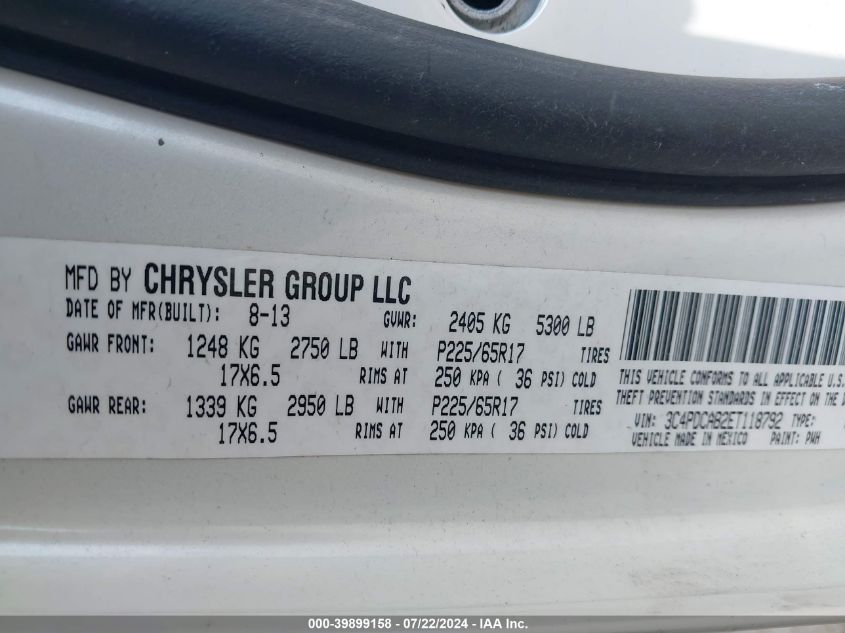 MFD BY CHRYSLER GROUP LLC
DATE OF MFR(BUILT): 8-13 GVWR: 2405 KG 5300 LB
GAWR FRONT: 1248 KG 2750 LB WITH P225/65R17 TIRES
17X6.5 RIMS AT 250 KPA ( 36 PSI) COLD
GAWR REAR: 1339 KG 2950 LB WITH P225/65R17 TIRES
17X6.5 RIMS AT 250 KPA ( 36 PSI) COLD
THIS VEHICLE CONFORMS TO ALL APPLICABLE U.S.
THEFT PREVENTION STANDARDS IN EFFECT ON THE D
VIN: 3C4PDCAB2ET118792 TYPE:
VEHICLE MADE IN MEXICO PAINT: PWH
000-39899158 - 07/22/2024 - IAA Inc.